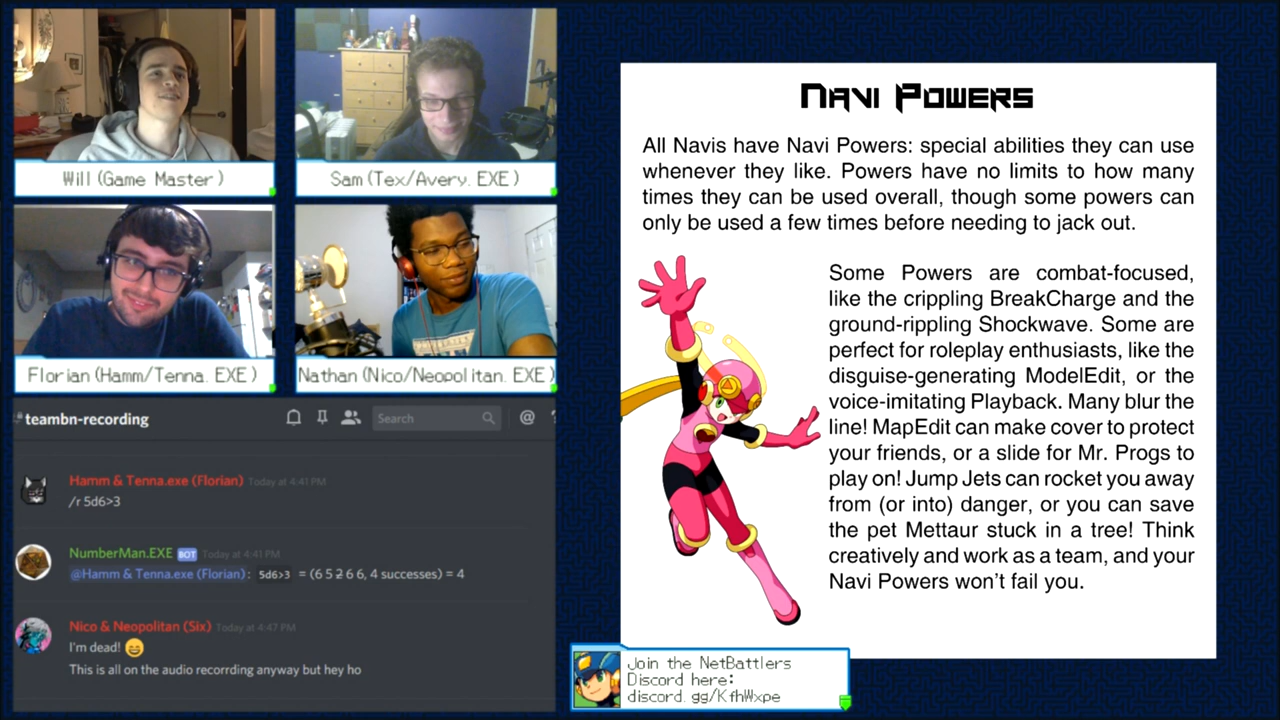 Will (Game Master)
Sam (Tex/Avery. EXE)
Florian (Hamm/Tenna. EXE)
Nathan (Nico/Neopolitan. EXE)
teambn-recording
Search
Hamm & Tenna.exe (Florian) Today at 4:41 PM
/r 5d6>3
NumberMan.EXE BOT Today at 4:41 PM
@Hamm & Tenna.exe (Florian): 5d6>3 = (6 5 2 6 6, 4 successes) = 4
Nico & Neopolitan (Six) Today at 4:47 PM
I'm dead!
This is all on the audio recorrding anyway but hey ho
Navi Powers
All Navis have Navi Powers: special abilities they can use
whenever they like. Powers have no limits to how many
times they can be used overall, though some powers can
only be used a few times before needing to jack out.
Some Powers are combat-focused,
like the crippling BreakCharge and the
ground-rippling Shockwave. Some are
perfect for roleplay enthusiasts, like the
disguise-generating ModelEdit, or the
voice-imitating Playback. Many blur the
line! MapEdit can make cover to protect
your friends, or a slide for Mr. Progs to
play on! Jump Jets can rocket you away
from (or into) danger, or you can save
the pet Mettaur stuck in a tree! Think
creatively and work as a team, and your
Navi Powers won't fail you.
Join the NetBattlers
Discord here:
discord.gg/KfhWxpe